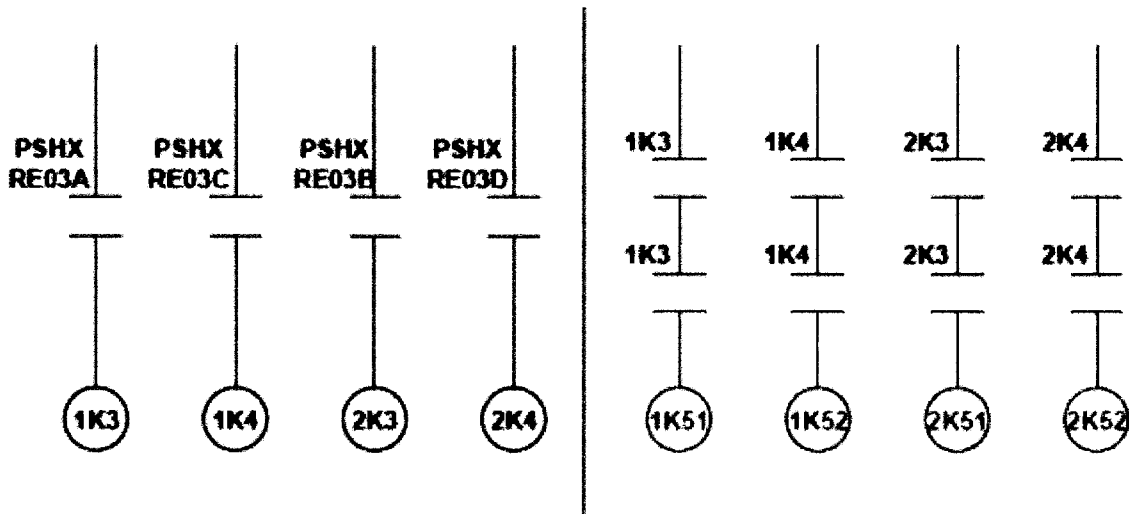 PSHX
RE03A
PSHX
RE03C
PSHX
RE03B
PSHX
RE03D
1K3
1K4
2K3
2K4
1K3
1K4
2K3
2K4
1K3
1K4
2K3
2K4
1K51
1K52
2K51
2K52